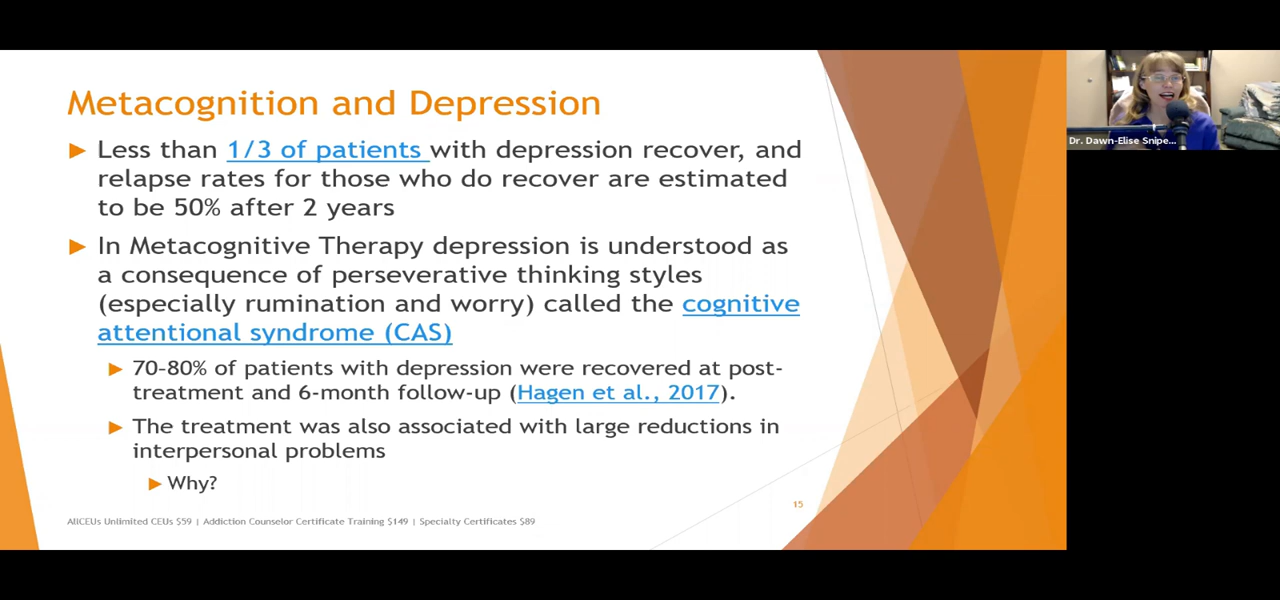 Metacognition and Depression
Less than 1/3 of patients with depression recover, and
relapse rates for those who do recover are estimated
to be 50% after 2 years
In Metacognitive Therapy depression is understood as
a consequence of perseverative thinking styles
(especially rumination and worry) called the cognitive
attentional syndrome (CAS)
70-80% of patients with depression were recovered at post-
treatment and 6-month follow-up (Hagen et al., 2017).
The treatment was also associated with large reductions in
interpersonal problems
Why?
15
AllCEUs Unlimited CEUs $59 | Addiction Counselor Certificate Training $149 | Specialty Certificates $89
Dr. Dawn-Elise Snipe...